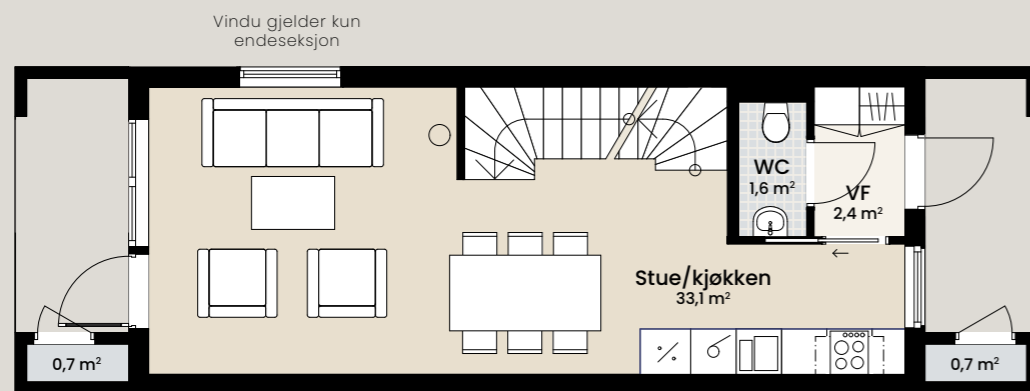 Vindu gjelder kun
endeseksjon
WC
1,6 m²
VF
2,4 m²
Stue/kjøkken
33,1 m²
0,7 m²
0,7 m²